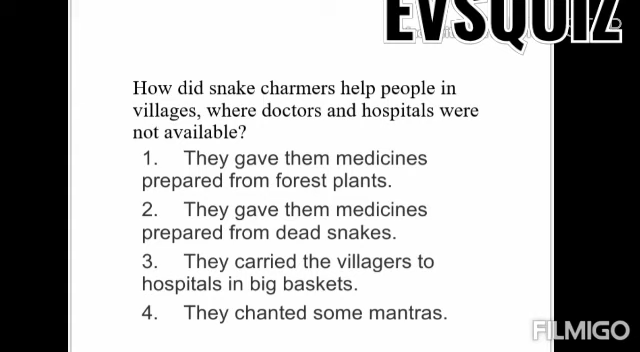 EVSQUIZ
How did snake charmers help people in
villages, where doctors and hospitals were
not available?
1. They gave them medicines
prepared from forest plants.
2. They gave them medicines
prepared from dead snakes.
3. They carried the villagers to
hospitals in big baskets.
4. They chanted some mantras.
FILMIGO